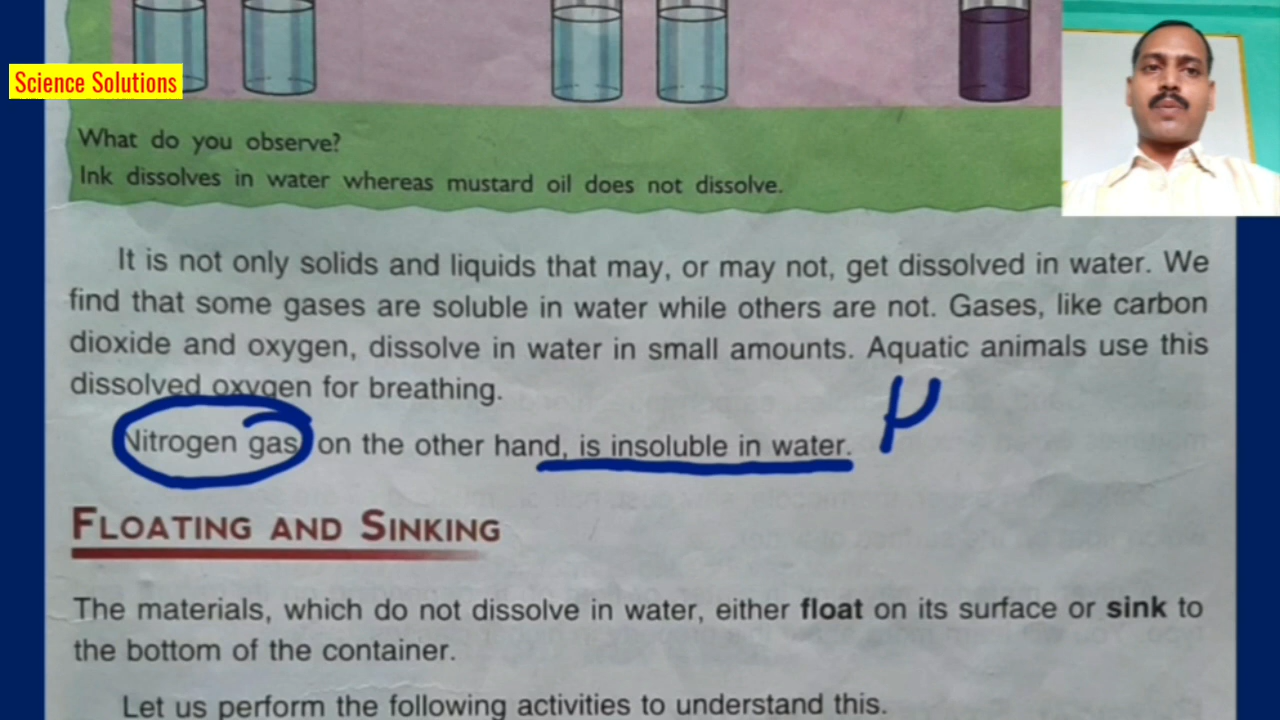 Science Solutions
What do you observe?
Ink dissolves in water whereas mustard oil does not dissolve.
It is not only solids and liquids that may, or may not, get dissolved in water. We
find that some gases are soluble in water while others are not. Gases, like carbon
dioxide and oxygen, dissolve in water in small amounts. Aquatic animals use this
dissolved oxygen for breathing.
Nitrogen gas on the other hand, is insoluble in water.
FLOATING AND SINKING
The materials, which do not dissolve in water, either float on its surface or sink to
the bottom of the container.
Let us perform the following activities to understand this.